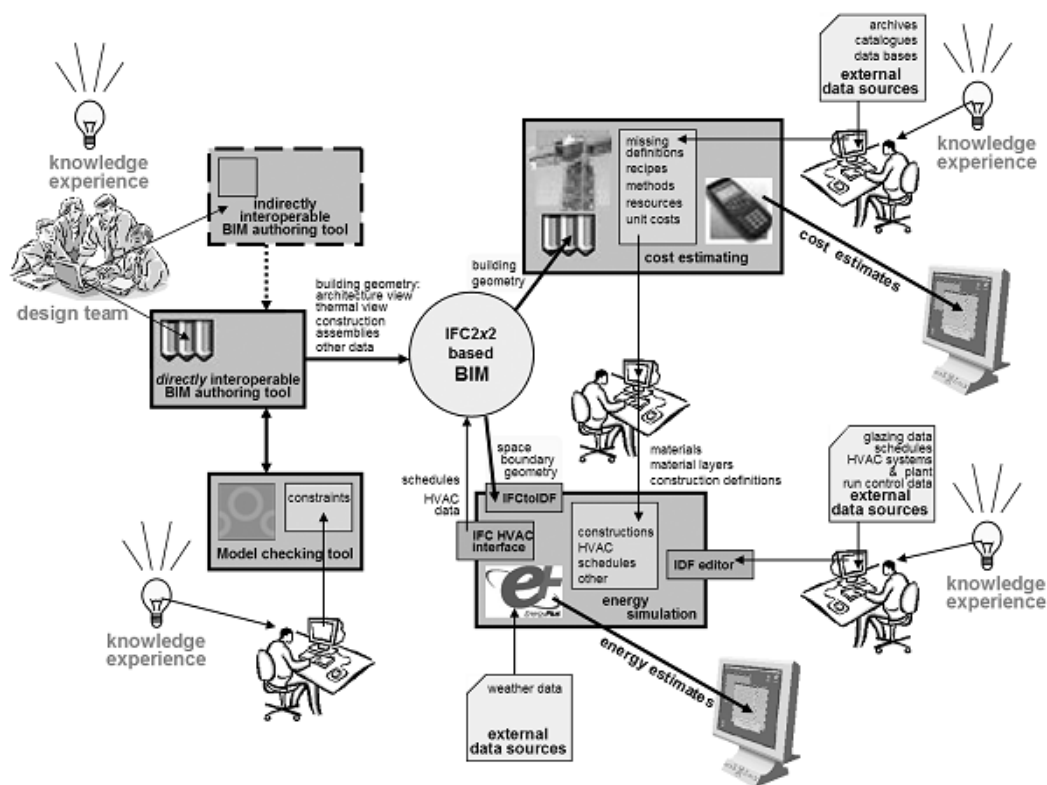 knowledge
experience
design team
indirectly
interoperable
BIM authoring tool
directly interoperable
BIM authoring tool
building geometry:
architecture view
thermal view
construction
assemblies
other data
constraints
Model checking tool
knowledge
experience
IFC2x2
based
BIM
building
geometry
missing
definitions
recipes
methods
resources
unit costs
cost estimating
archives
catalogues
data bases
external
data sources
knowledge
experience
cost estimates
space
boundary
geometry
schedules
HVAC
data
materials
material layers
construction definitions
IFCtoIDF
IFC HVAC
interface
constructions
HVAC
schedules
other
IDF editor
energy
simulation
EnergyPlus
glazing data
schedules
HVAC systems
& plant
run control data
external
data sources
knowledge
experience
weather data
external
data sources
energy estimates